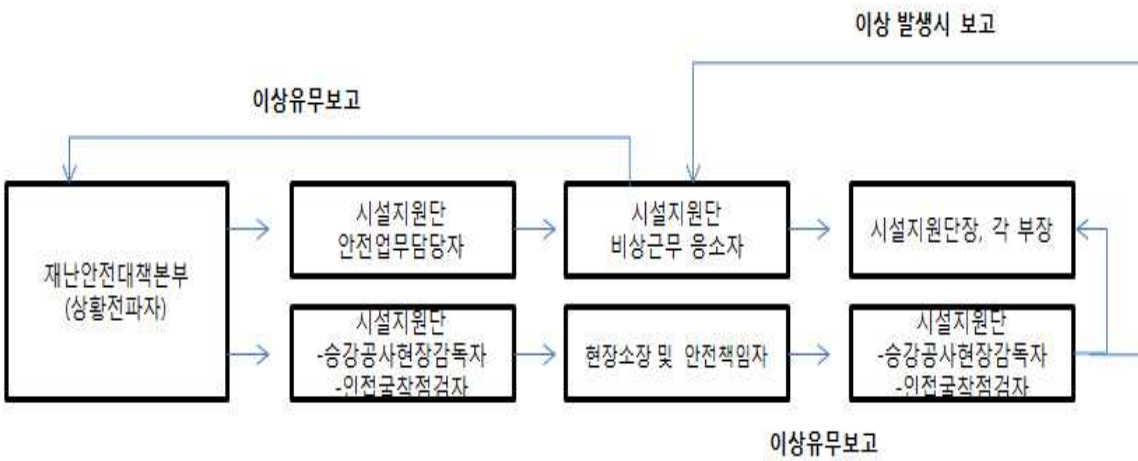 이상 발생시 보고
이상유무보고
재난안전대책본부
(상황전파자)
시설지원단
안전업무담당자
시설지원단
비상근무 응소자
시설지원단장, 각 부장
시설지원단
-승강공사현장감독자
-인접굴착점검자
현장소장 및 안전책임자
시설지원단
-승강공사현장감독자
-인접굴착점검자
이상유무보고